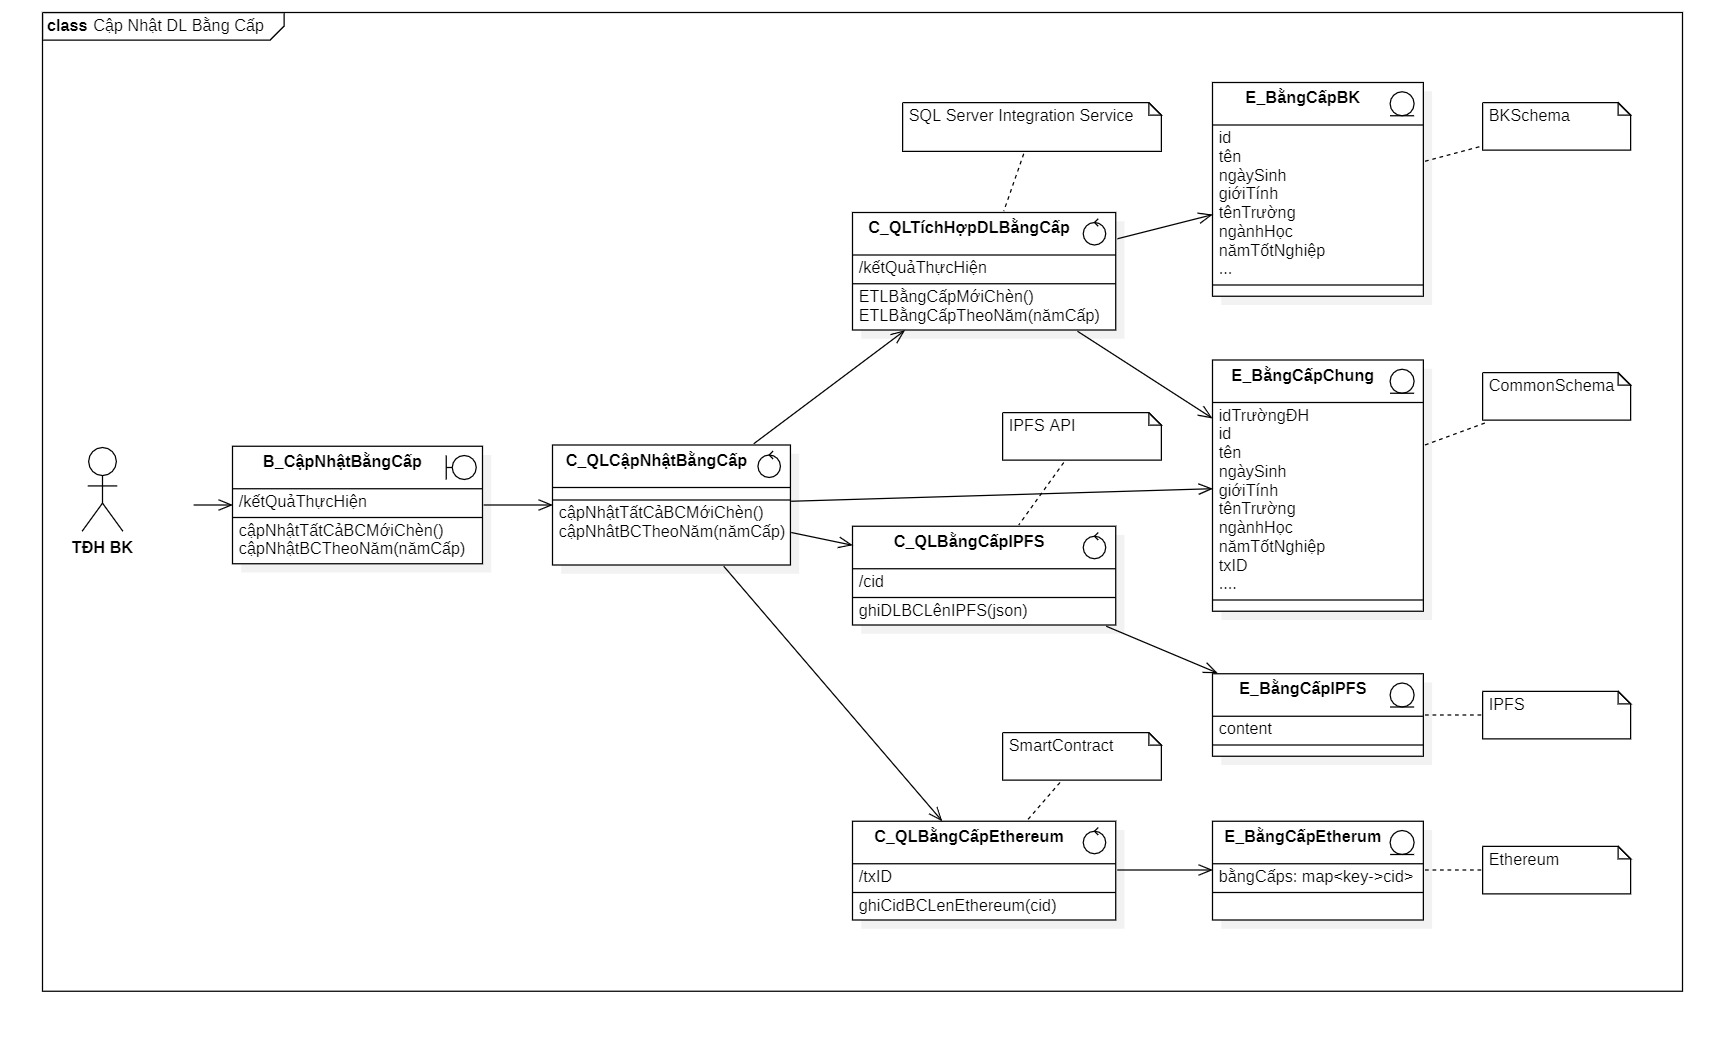 class Cập Nhật DL Bằng Cấp
TĐH BK
B_CậpNhậtBằngCấp
/kếtQuảThựcHiện
cậpNhậtTấtCảBCMớiChèn()
cậpNhậtBCTheoNăm(nămCấp)
C_QLCậpNhậtBằngCấp
cậpNhậtTấtCảBCMớiChèn()
cậpNhậtBCTheoNăm(nămCấp)
SQL Server Integration Service
C_QLTíchHợpDLBằngCấp
/kếtQuảThựcHiện
ETLBằngCấpMớiChèn()
ETLBằngCấpTheoNăm(nămCấp)
IPFS API
C_QLBằngCấpIPFS
/cid
ghiDLBCLênIPFS(json)
SmartContract
C_QLBằngCấpEthereum
/txID
ghiCidBCLenEthereum(cid)
E_BằngCấpBK
id
tên
ngàySinh
giớiTính
tênTrường
ngànhHọc
nămTốtNghiệp
...
BKSchema
E_BằngCấpChung
idTrườngĐH
id
tên
ngàySinh
giớiTính
tênTrường
ngànhHọc
nămTốtNghiệp
txID
....
CommonSchema
E_BằngCấpIPFS
content
IPFS
E_BằngCấpEtherum
bằngCấps: map<key->cid>
Ethereum